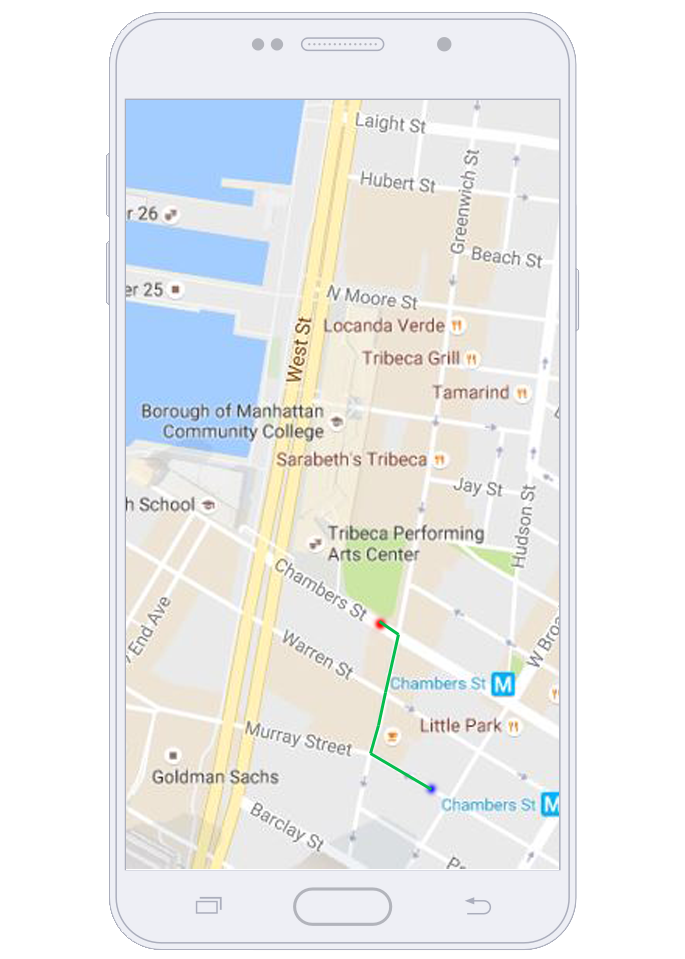 Laight St
Hubert St
Greenwich St
r 26
Beach St
er 25
N Moore St
Locanda Verde
West St
Tribeca Grill
Tamarind
Borough of Manhattan
Community College
Sarabeth's Tribeca
Jay St
Hudson St
h School
Tribeca Performing
Arts Center
Chambers St
End Ave
Warren St
W Bro
Chambers St M
Little Park
Murray Street
Goldman Sachs
Chambers St M
Barclay St